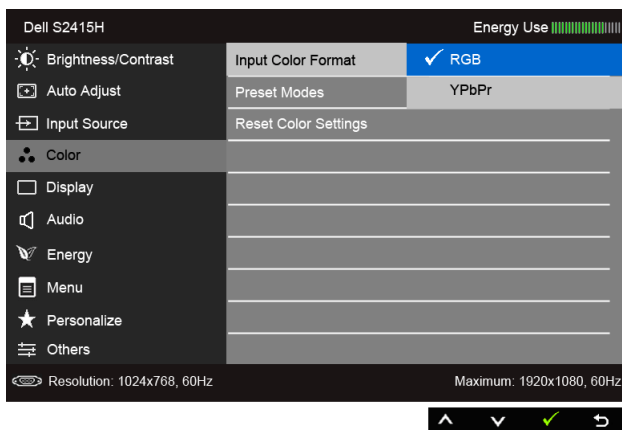 Dell S2415H Energy Use
Brightness/Contrast Input Color Format RGB
Auto Adjust Preset Modes YPbPr
Input Source Reset Color Settings
Color
Display
Audio
Energy
Menu
Personalize
Others
Resolution: 1024x768, 60Hz Maximum: 1920x1080, 60Hz